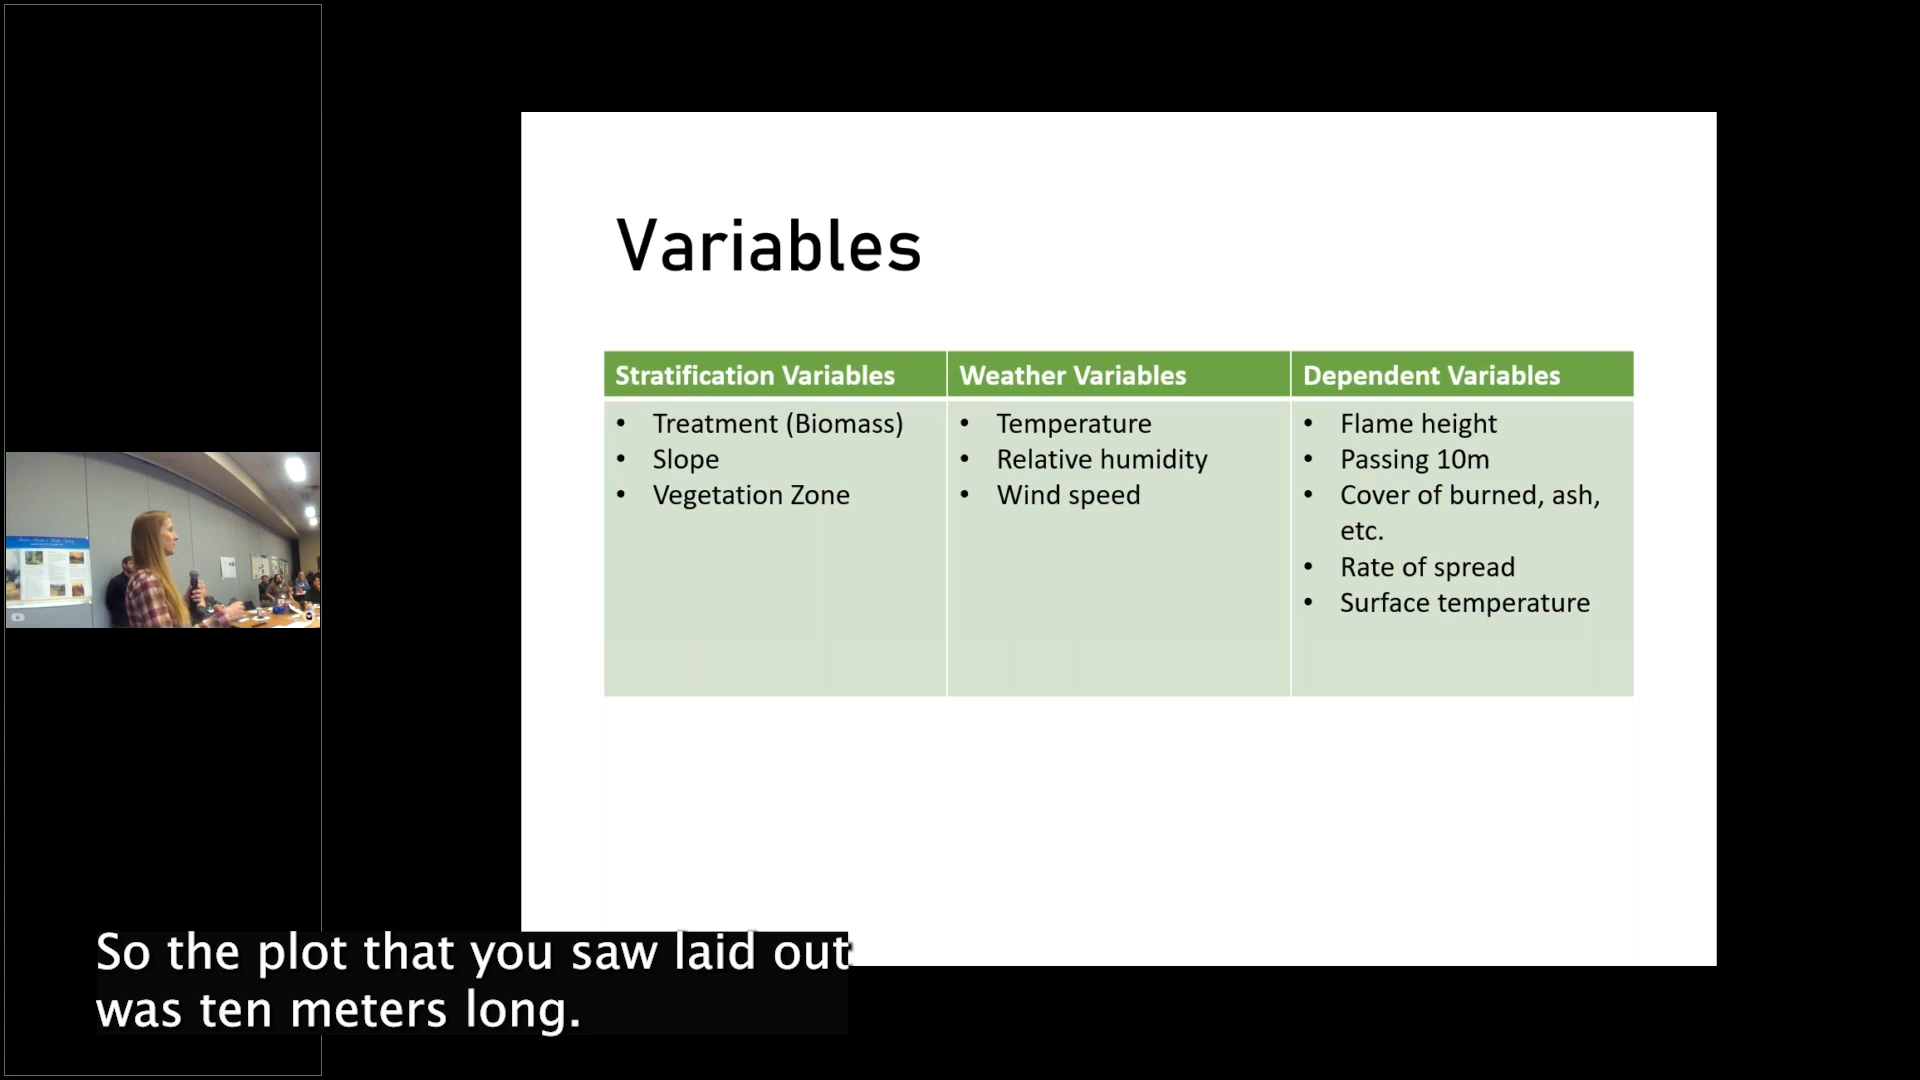 Variables
Stratification Variables
• Treatment (Biomass)
• Slope
• Vegetation Zone
Weather Variables
• Temperature
• Relative humidity
• Wind speed
Dependent Variables
• Flame height
• Passing 10m
• Cover of burned, ash,
etc.
• Rate of spread
• Surface temperature
So the plot that you saw laid out
was ten meters long.